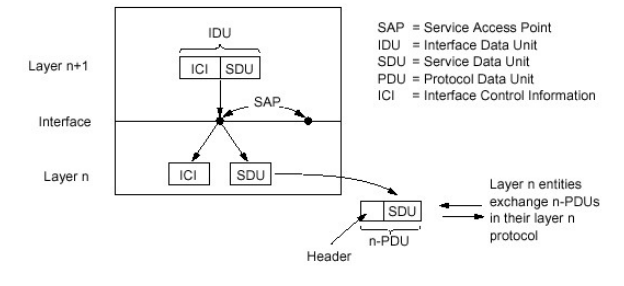 IDU
Layer n+1
ICI SDU
SAP = Service Access Point
IDU = Interface Data Unit
SDU = Service Data Unit
PDU = Protocol Data Unit
ICI = Interface Control Information
SAP
Interface
Layer n
ICI
SDU
SDU
n-PDU
Header
Layer n entities
exchange n-PDUs
in their layer n
protocol